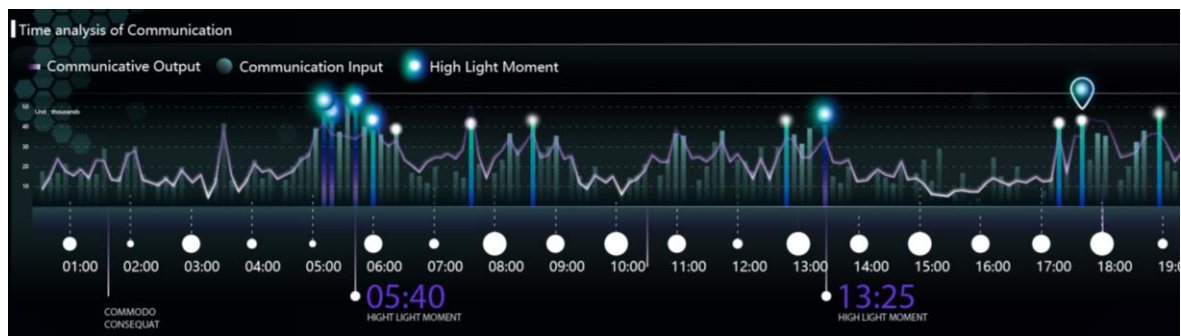 Time analysis of Communication
Communicative Output Communication Input High Light Moment
50 Unit : thousands
40
30
20
10
01:00 02:00 03:00 04:00 05:00 06:00 07:00 08:00 09:00 10:00 11:00 12:00 13:00 14:00 15:00 16:00 17:00 18:00 19:0
05:40 13:25
HIGHT LIGHT MOMENT HIGH LIGHT MOMENT
COMMODO
CONSEQUAT